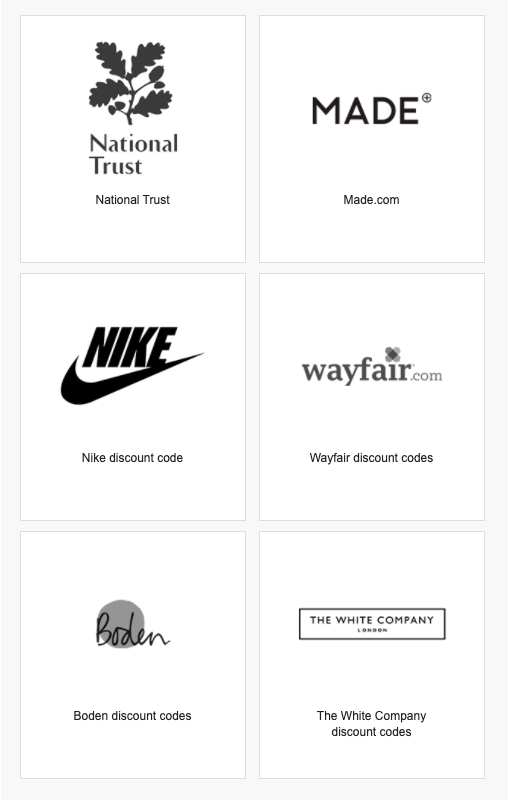 National
Trust
National Trust
MADE
Made.com
NIKE
Nike discount code
wayfair.com
Wayfair discount codes
Boden
Boden discount codes
THE WHITE COMPANY
LONDON
The White Company
discount codes